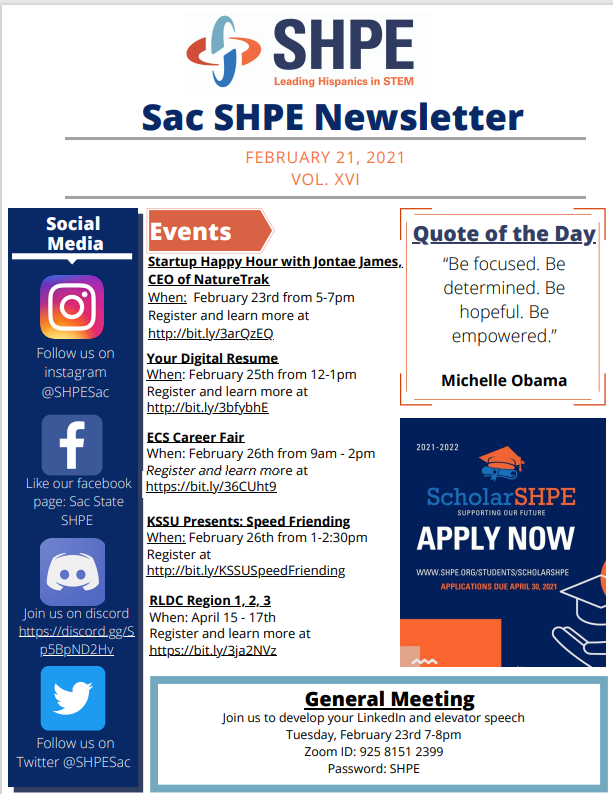 SHPE
Leading Hispanics in STEM
Sac SHPE Newsletter
FEBRUARY 21, 2021
VOL. XVI
Social
Media
Follow us on
instagram
@SHPESac
Like our facebook
page: Sac State
SHPE
Join us on discord
https://discord.gg/S
p5BpND2Hv
Follow us on
Twitter @SHPESac
Events
Startup Happy Hour with Jontae James,
CEO of NatureTrak
When: February 23rd from 5-7pm
Register and learn more at
http://bit.ly/3arQzEQ
Your Digital Resume
When: February 25th from 12-1pm
Register and learn more at
http://bit.ly/3bfybhE
ECS Career Fair
When: February 26th from 9am - 2pm
Register and learn more at
https://bit.ly/36CUht9
KSSU Presents: Speed Friending
When: February 26th from 1-2:30pm
Register at
http://bit.ly/KSSUSpeedFriending
RLDC Region 1, 2, 3
When: April 15 - 17th
Register and learn more at
https://bit.ly/3ja2NVz
Quote of the Day
“Be focused. Be
determined. Be
hopeful. Be
empowered.”
Michelle Obama
2021-2022
ScholarSHPE
SUPPORTING OUR FUTURE
APPLY NOW
WWW.SHPE.ORG/STUDENTS/SCHOLARSHPE
APPLICATIONS DUE APRIL 30, 2021
General Meeting
Join us to develop your LinkedIn and elevator speech
Tuesday, February 23rd 7-8pm
Zoom ID: 925 8151 2399
Password: SHPE